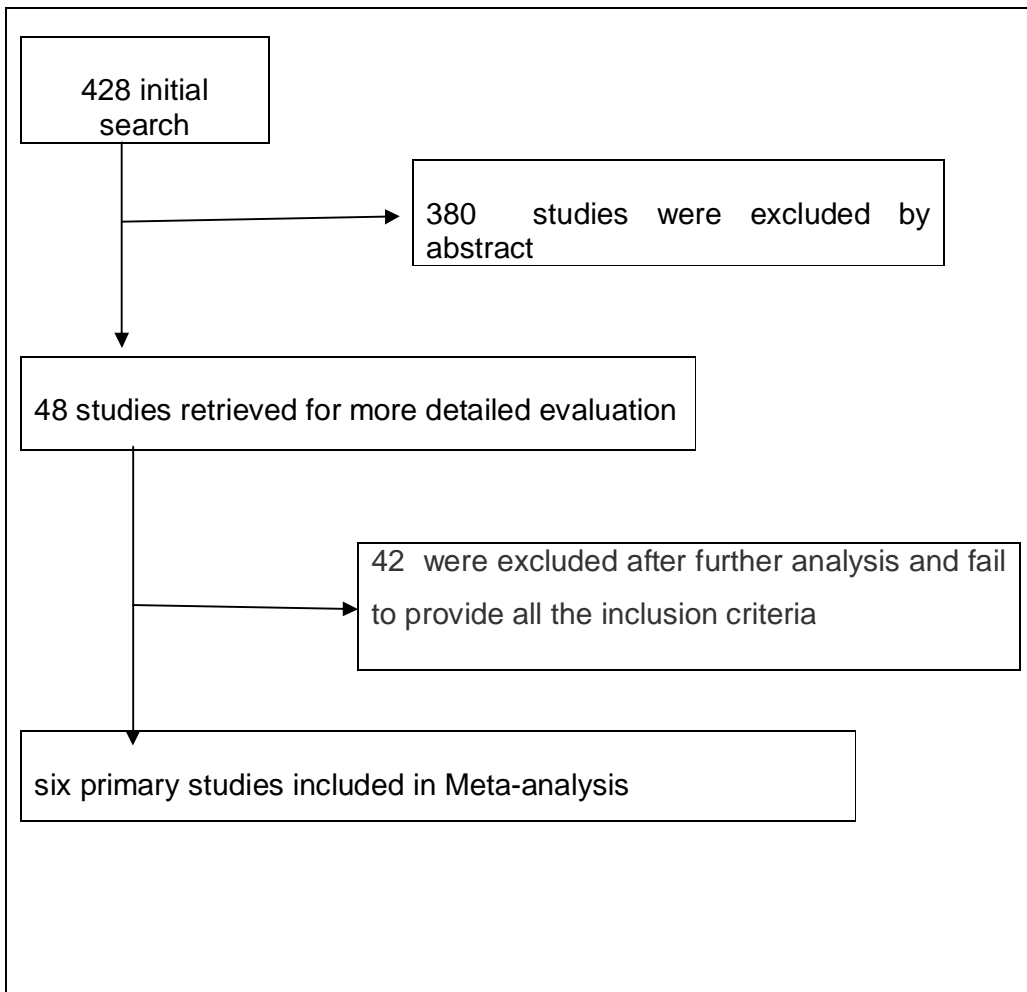 428 initial
search
380 studies were excluded by
abstract
48 studies retrieved for more detailed evaluation
42 were excluded after further analysis and fail
to provide all the inclusion criteria
six primary studies included in Meta-analysis